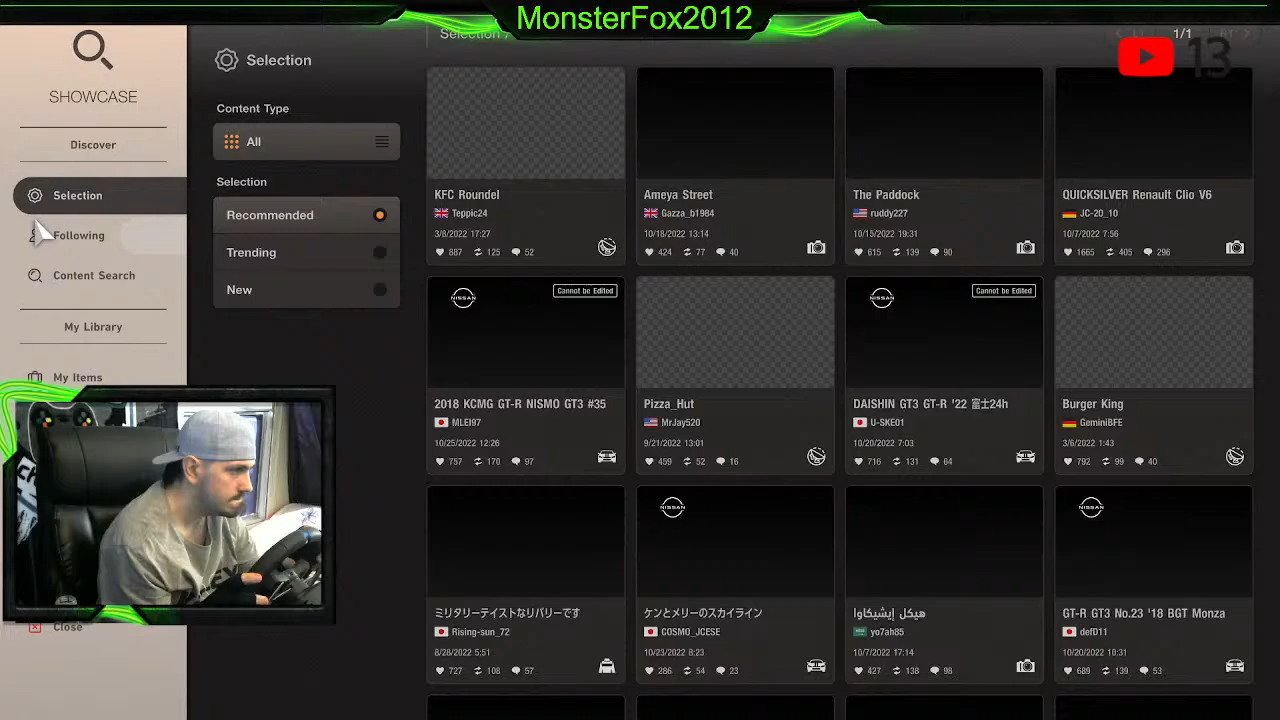 MonsterFox2012
SHOWCASE
Discover
Selection
Following
Content Search
My Library
My Items
Close
Selection
Content Type
All
Selection
Recommended
Trending
New
Selection /
1/1
13
KFC Roundel
Teppic24
3/8/2022 17:27
887 125 52
Ameya Street
Gazza_b1984
10/18/2022 13:14
424 77 40
The Paddock
ruddy227
10/15/2022 19:31
615 139 90
QUICKSILVER Renault Clio V6
JC-20_10
10/7/2022 7:56
1665 405 296
NISSAN
Cannot be Edited
2018 KCMG GT-R NISMO GT3 #35
MLEI97
10/25/2022 12:26
757 170 97
Pizza_Hut
MrJay520
9/21/2022 13:01
459 52 16
NISSAN
Cannot be Edited
DAISHIN GT3 GT-R '22 富士24h
U-SKE01
10/20/2022 7:03
716 131 64
Burger King
GeminiBFE
3/6/2022 1:43
792 99 40
ミリタリーテイストなリバリーです
Rising-sun_72
8/28/2022 5:51
727 108 57
NISSAN
ケンとメリーのスカイライン
COSMO_JCESE
10/23/2022 8:23
286 54 23
هيكل إيشيكاوا
yo7ah85
10/7/2022 17:14
427 138 98
NISSAN
GT-R GT3 No.23 '18 BGT Monza
defD11
10/20/2022 10:31
689 139 53